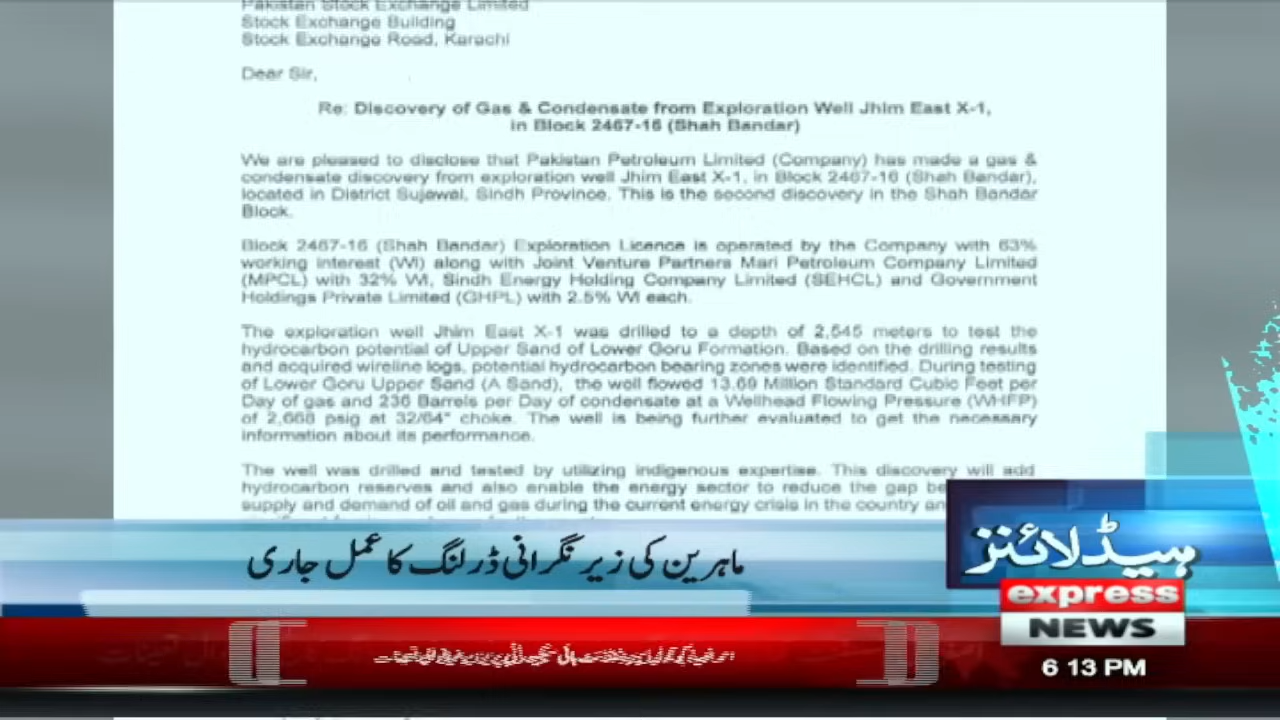 Pakistan Stock Exchange Limited
Stock Exchange Building
Stock Exchange Road, Karachi
Dear Sir,
Re: Discovery of Gas & Condensate from Exploration Well Jhim East X-1,
in Block 2467-16 (Shah Bandar)
We are pleased to disclose that Pakistan Petroleum Limited (Company) has made a gas &
condensate discovery from exploration well Jhim East X-1, in Block 2467-16 (Shah Bandar),
located in District Sujawal, Sindh Province. This is the second discovery in the Shah Bandar
Block.
Block 2467-16 (Shah Bandar) Exploration Licence is operated by the Company with 63%
working interest (WI) along with Joint Venture Partners Mari Petroleum Company Limited
(MPCL) with 32% WI, Sindh Energy Holding Company Limited (SEHCL) and Government
Holdings Private Limited (GHPL) with 2.5% WI each.
The exploration well Jhim East X-1 was drilled to a depth of 2,545 meters to test the
hydrocarbon potential of Upper Sand of Lower Goru Formation. Based on the drilling results
and acquired wireline logs, potential hydrocarbon bearing zones were identified. During testing
of Lower Goru Upper Sand (A Sand), the well flowed 13.69 Million Standard Cubic Feet per
Day of gas and 236 Barrels per Day of condensate at a Wellhead Flowing Pressure (WHFP)
of 2,668 psig at 32/64" choke. The well is being further evaluated to get the necessary
information about its performance.
The well was drilled and tested by utilizing indigenous expertise. This discovery will add
hydrocarbon reserves and also enable the energy sector to reduce the gap be
supply and demand of oil and gas during the current energy crisis in the country an
ماہرین کی زیر نگرانی ڈرلنگ کا عمل جاری
ہیڈلائنز
express
NEWS
6 13 PM